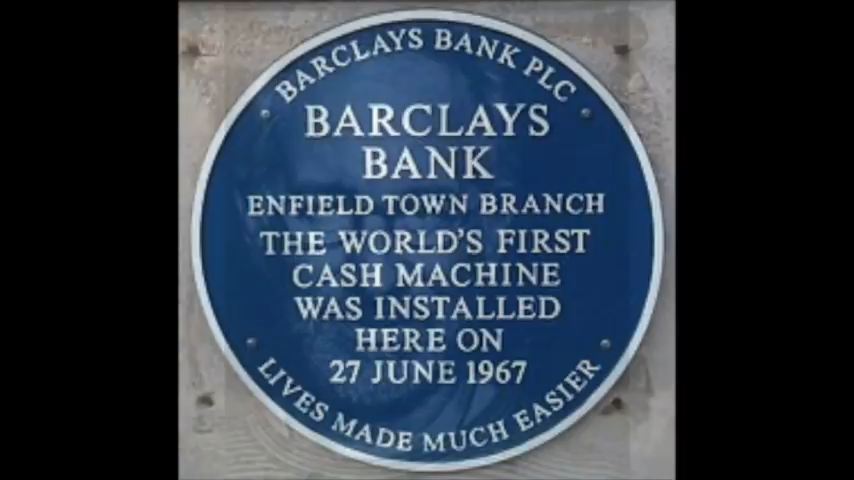 BARCLAYS BANK PLC
BARCLAYS
BANK
ENFIELD TOWN BRANCH
THE WORLD'S FIRST
CASH MACHINE
WAS INSTALLED
HERE ON
27 JUNE 1967
LIVES MADE MUCH EASIER